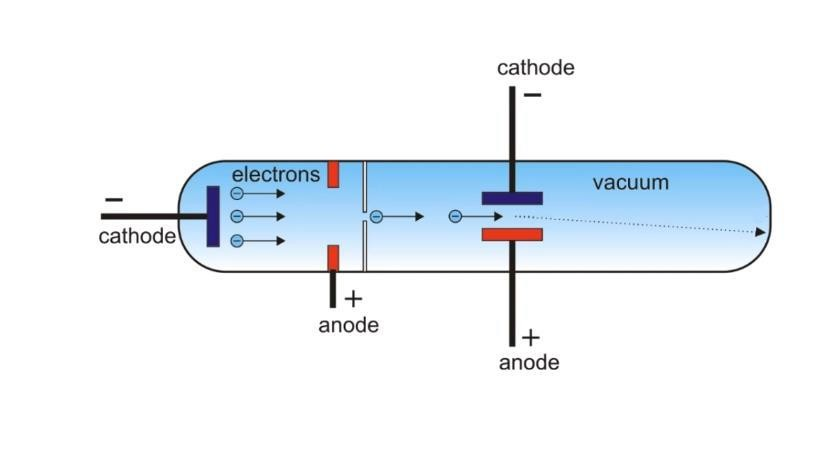 cathode
−
electrons
vacuum
−
cathode
+
anode
+
anode